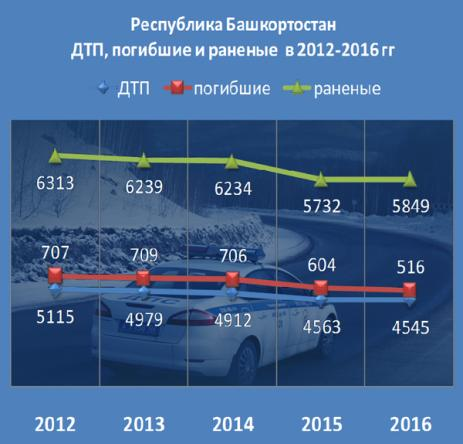 Республика Башкортостан
ДТП, погибшие и раненые в 2012-2016 гг
ДТП погибшие раненые
6313 6239 6234 5732 5849
707 709 706 604 516
5115 4979 4912 4563 4545
2012 2013 2014 2015 2016